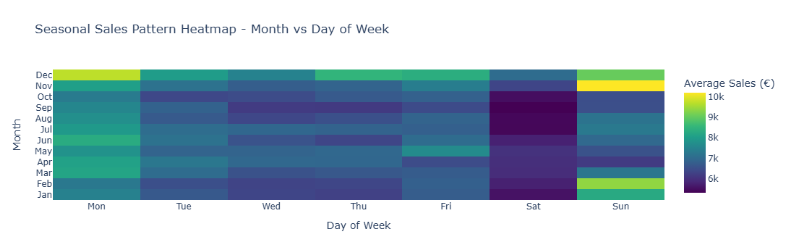 Seasonal Sales Pattern Heatmap - Month vs Day of Week
Average Sales (€)
Month
Dec
Nov
Oct
Sep
Aug
Jul
Jun
May
Apr
Mar
Feb
Jan
Mon Tue Wed Thu Fri Sat Sun
Day of Week
10k
9k
8k
7k
6k